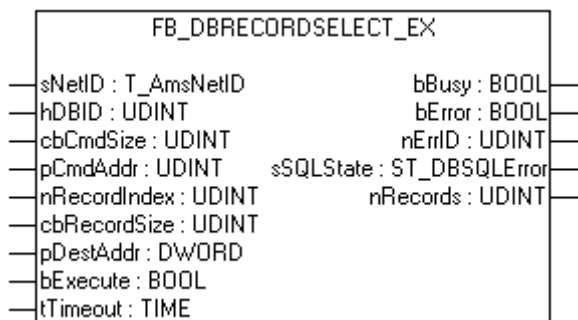 FB_DBRECORDSELECT_EX
sNetID : T_AmsNetID bBusy : BOOL
hDBID : UDINT bError : BOOL
cbCmdSize : UDINT nErrID : UDINT
pCmdAddr : UDINT sSQLState : ST_DBSQLError
nRecordIndex : UDINT nRecords : UDINT
cbRecordSize : UDINT
pDestAddr : DWORD
bExecute : BOOL
tTimeout : TIME